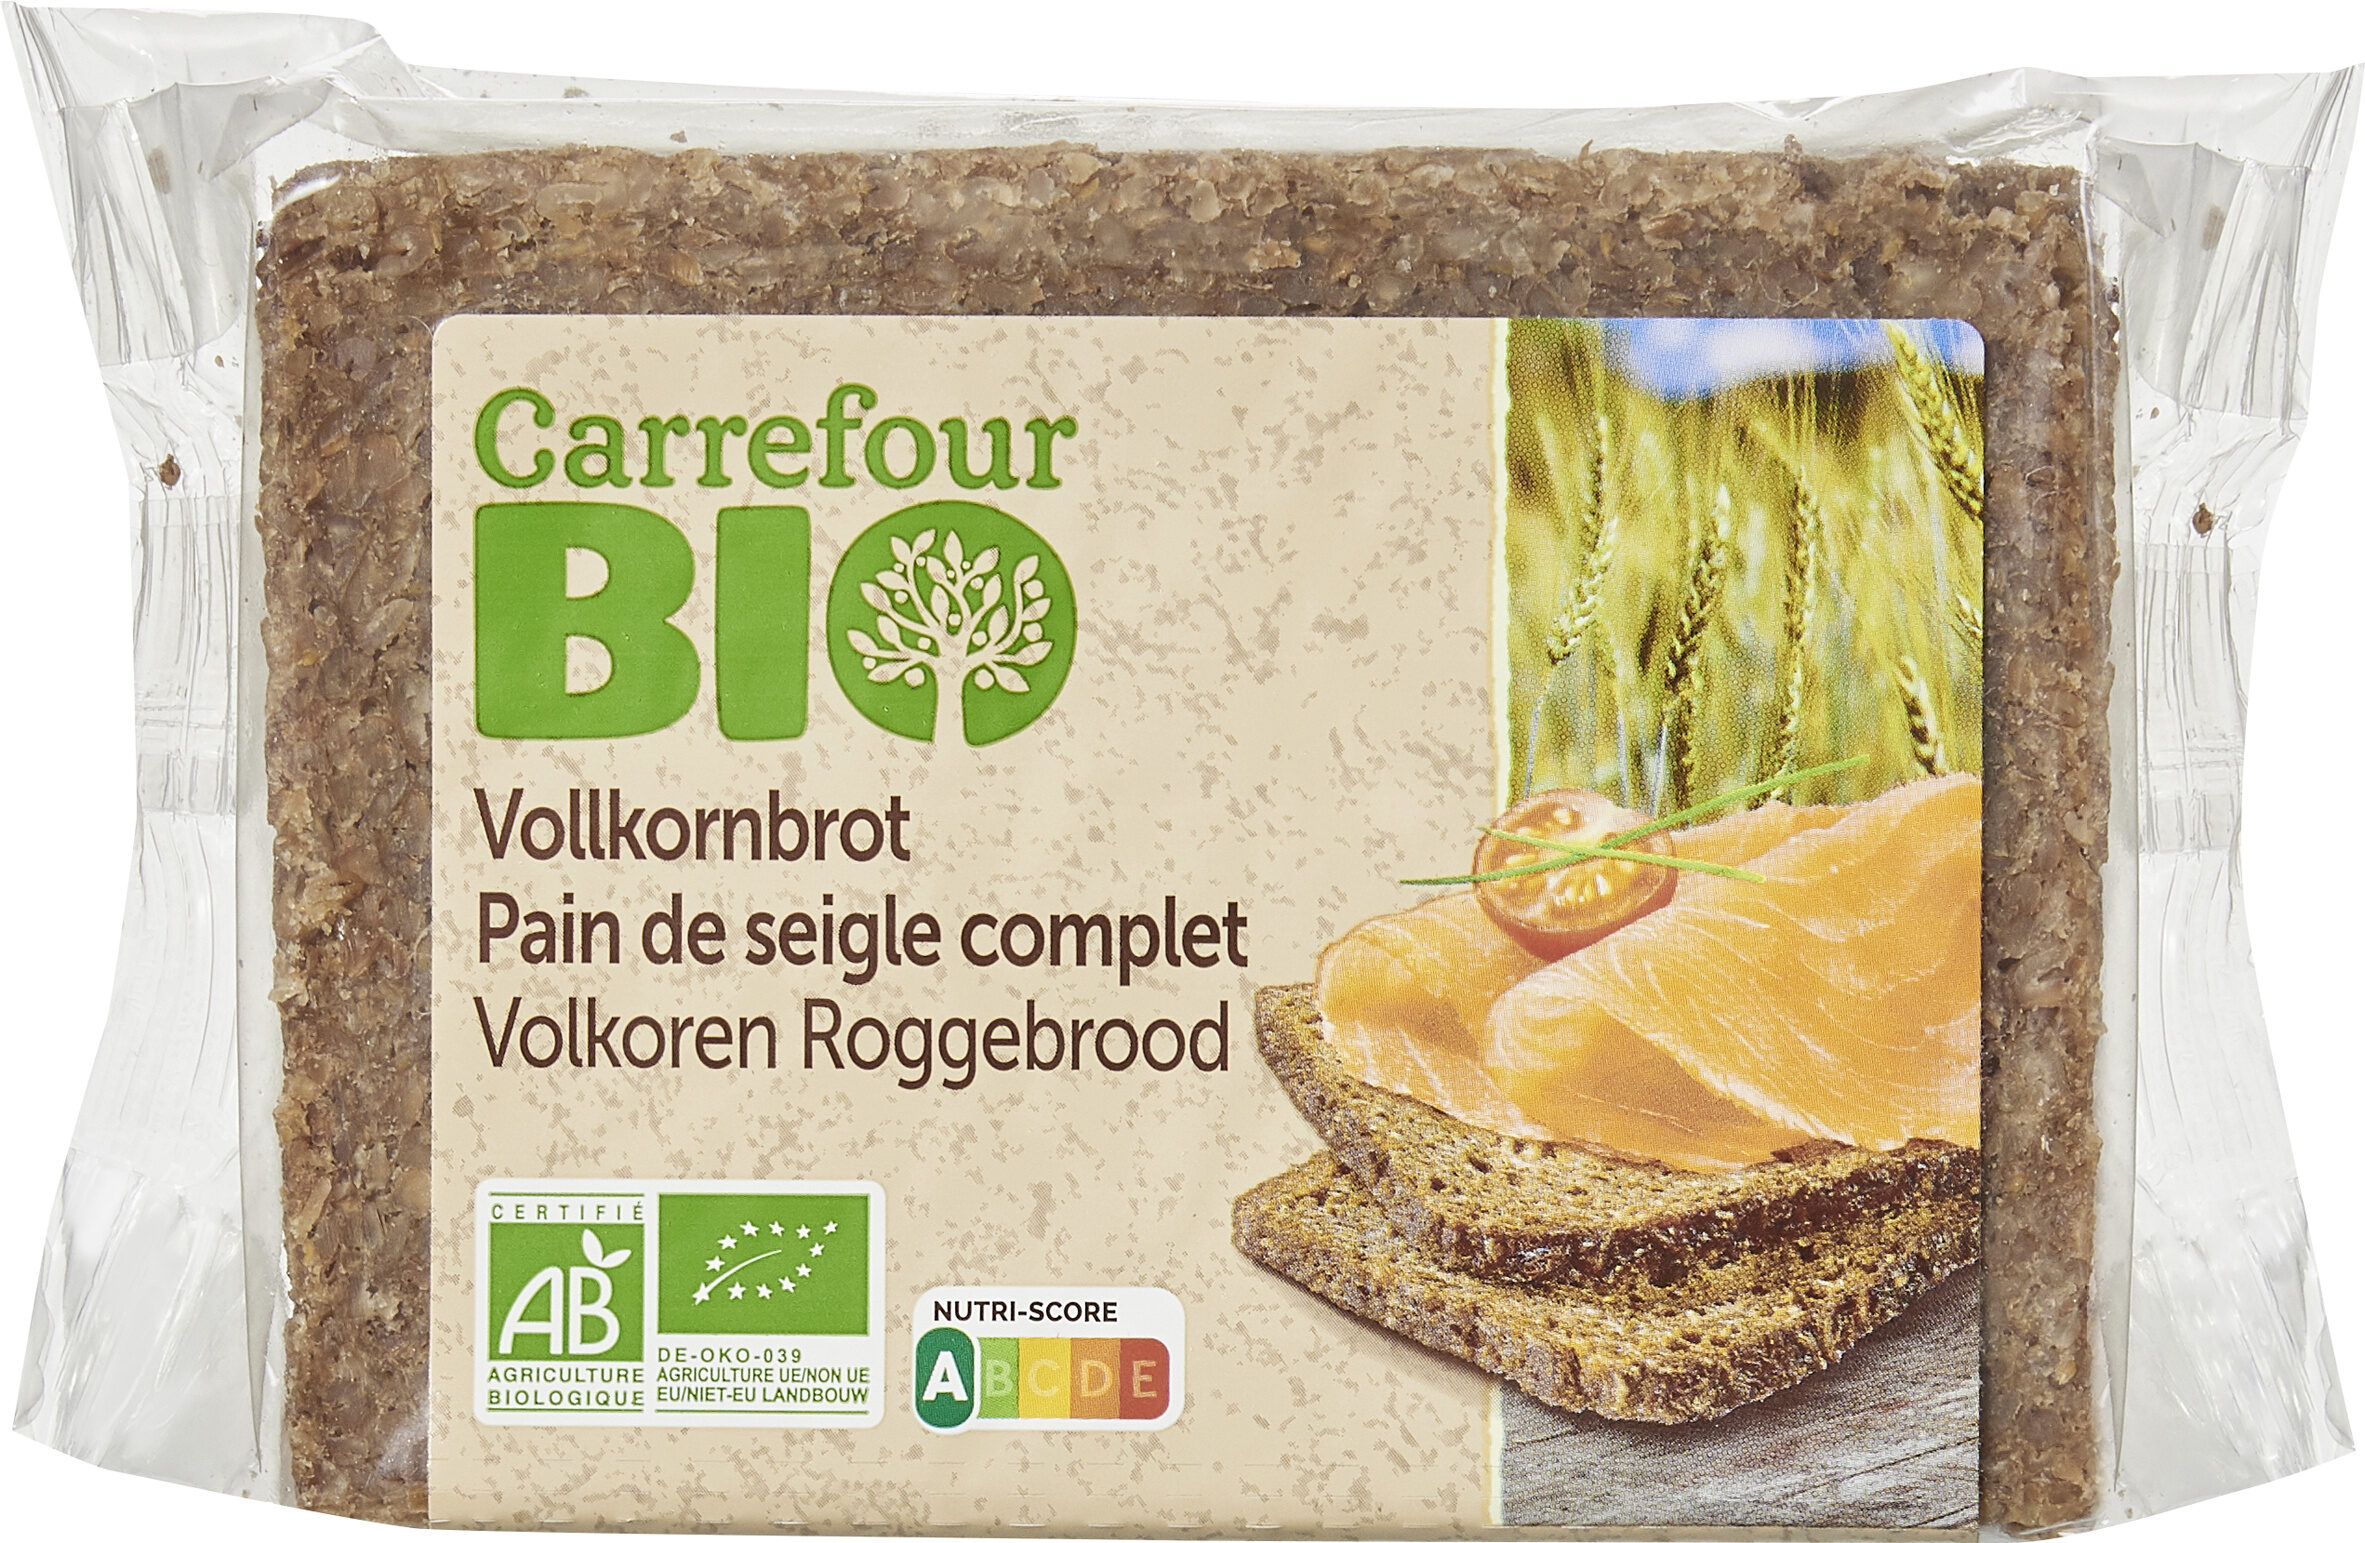 Carrefour
BIO
Vollkornbrot
Pain de seigle complet
Volkoren Roggebrood
CERTIFIÉ
AB
AGRICULTURE
BIOLOGIQUE
DE-OKO-039
AGRICULTURE UE/NON UE
EU/NIET-EU LANDBOUW
NUTRI-SCORE
A B C D E